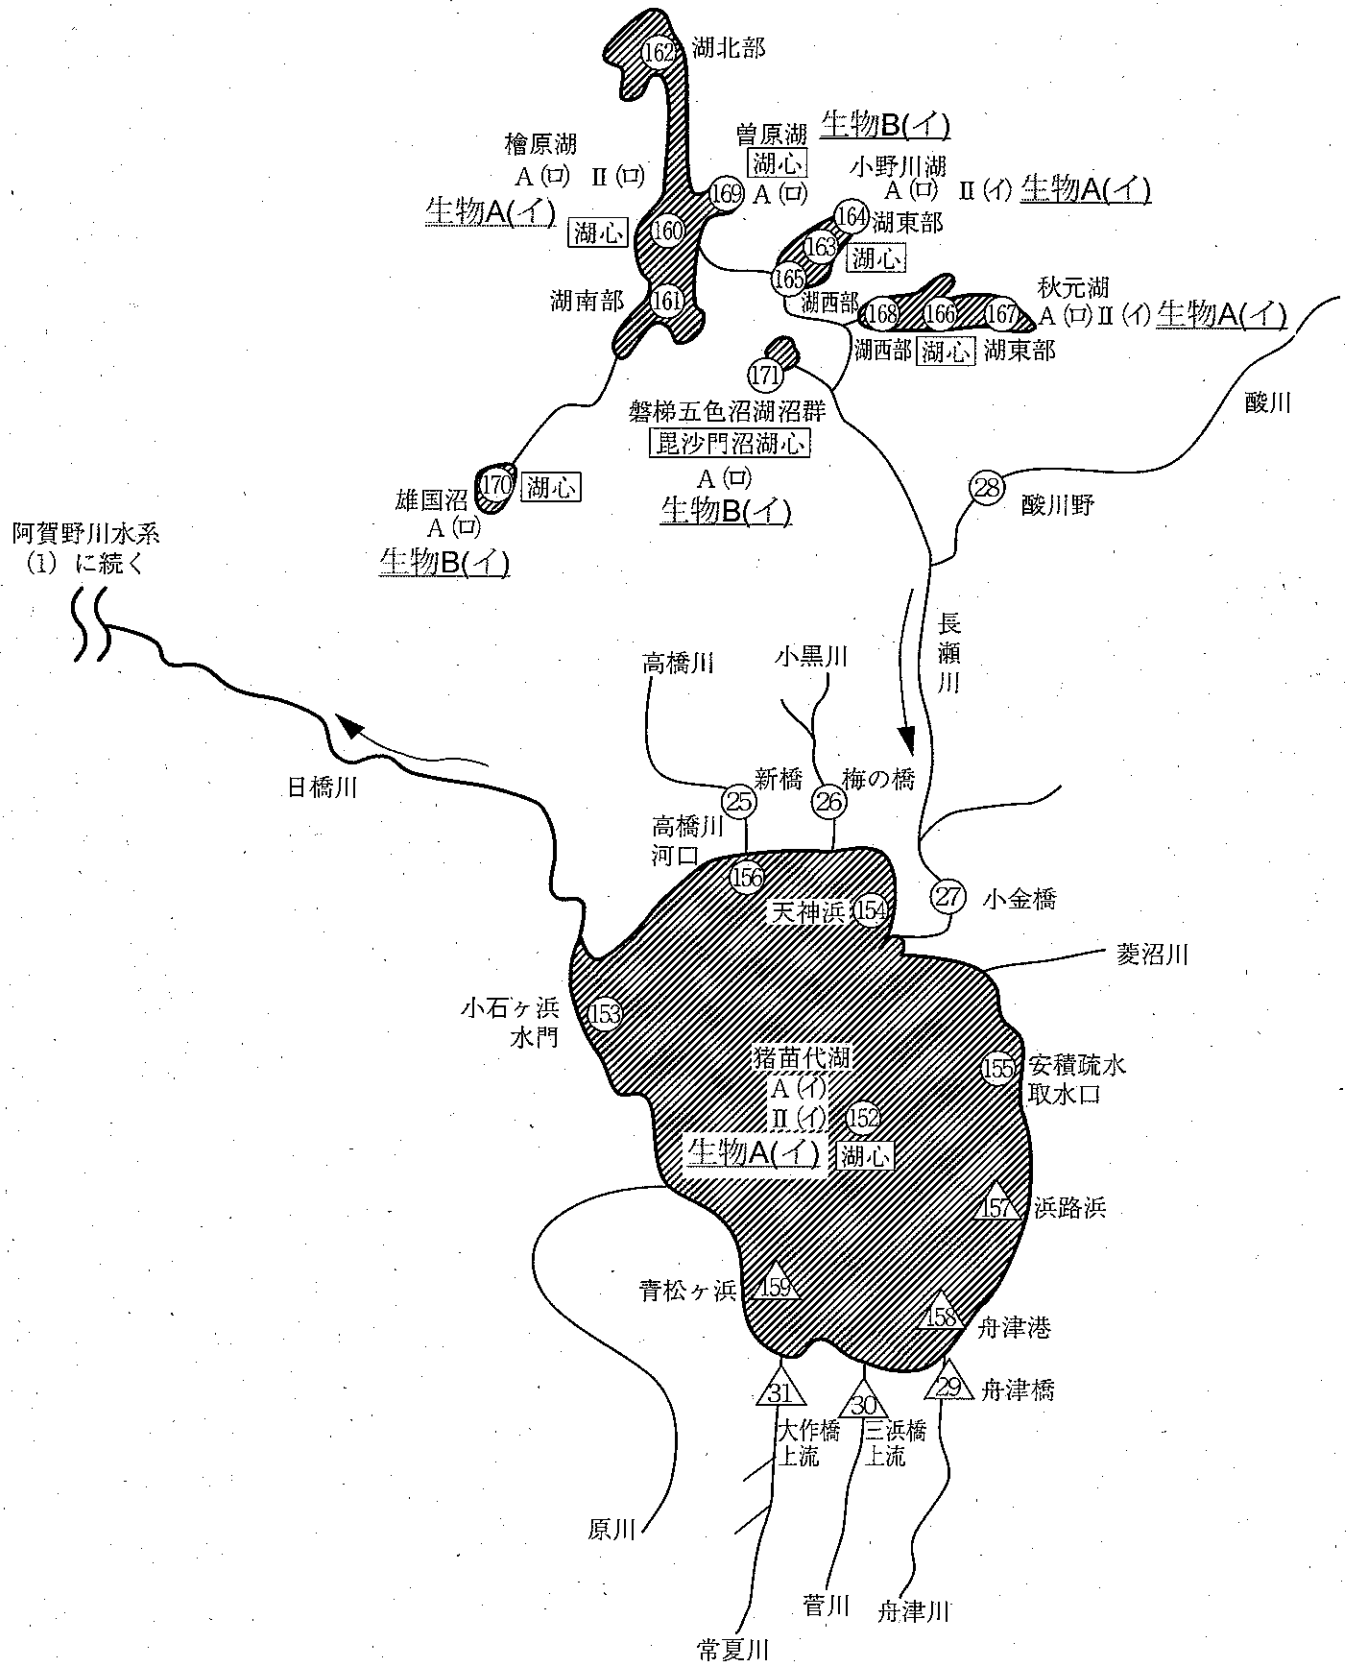 162 湖北部
檜原湖
A (ロ) II (ロ)
生物A(イ)
湖心
160
湖南部
161
曽原湖
生物B(イ)
湖心
A (ロ)
169
小野川湖
A (ロ) II (イ) 生物A(イ)
164 湖東部
163 湖心
165
湖西部
秋元湖
A (ロ) II (イ) 生物A(イ)
168 166 167
湖西部 湖心 湖東部
171
磐梯五色沼湖沼群
毘沙門沼湖心
A (ロ)
生物B(イ)
170 湖心
雄国沼
A (ロ)
生物B(イ)
酸川
28 酸川野
阿賀野川水系
(1) に続く
長瀬川
高橋川
小黒川
日橋川
25 新橋
26 梅の橋
高橋川
河口
156
天神浜 154
27 小金橋
菱沼川
小石ヶ浜
水門
153
猪苗代湖
A (イ)
II (イ)
生物A(イ)
152
湖心
155 安積疏水
取水口
157 浜路浜
青松ヶ浜 159
158 舟津港
31
大作橋
上流
30
三浜橋
上流
29 舟津橋
原川
常夏川
菅川
舟津川